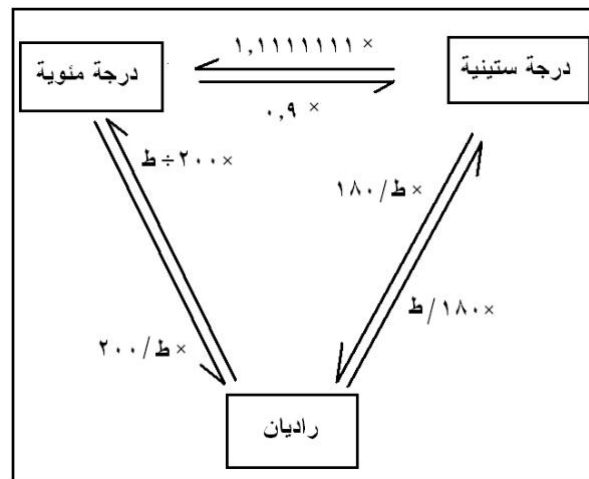 × ١,١١١١١١١
درجة ستينية
درجة مئوية
× ٠,٩
×٢٠٠÷ط
×ط/١٨٠
×١٨٠/ط
×ط/٢٠٠
راديان